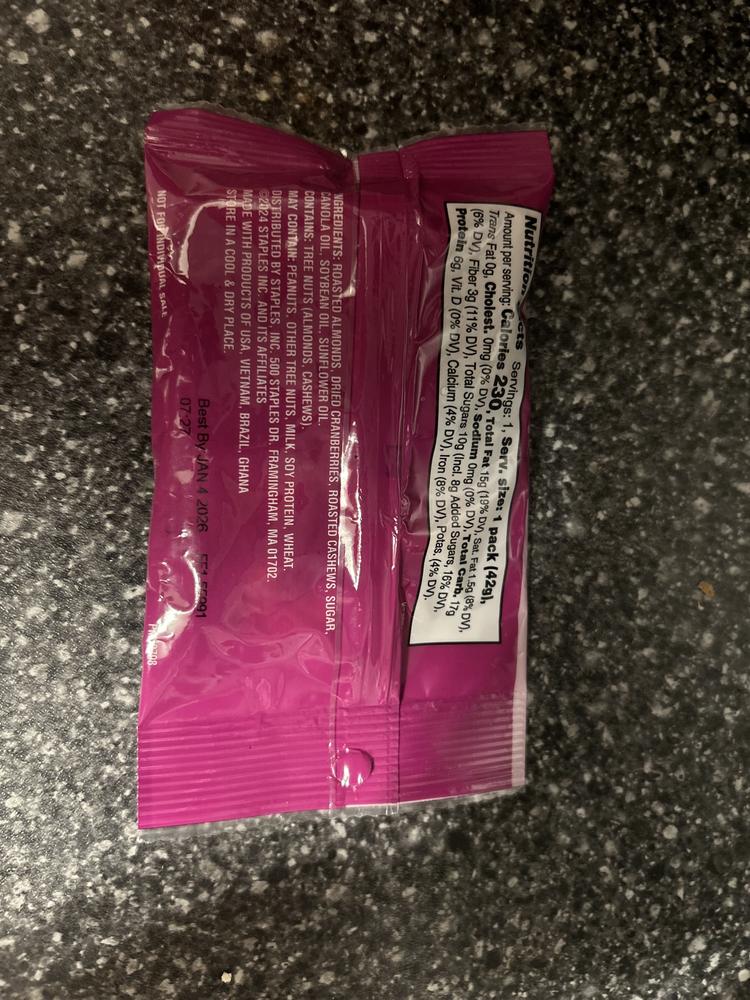 Nutrition cts Servings: 1, Serv. size: 1 pack (42g),
Amount per serving: Calories 230, Total Fat 15g (19% DV), Sat. Fat 1.5g (8% DV),
Trans Fat 0g, Cholest. 0mg (0% DV), Sodium 0mg (0% DV), Total Carb. 17g
(6% DV), Fiber 3g (11% DV), Total Sugars 10g (Incl. 8g Added Sugars, 16% DV),
Protein 6g, Vit. D (0% DV), Calcium (4% DV), Iron (8% DV), Potas. (4% DV),
INGREDIENTS: ROASTED ALMONDS, DRIED CRANBERRIES, ROASTED CASHEWS, SUGAR,
CANOLA OIL, SOYBEAN OIL, SUNFLOWER OIL.
CONTAINS: TREE NUTS (ALMONDS, CASHEWS).
MAY CONTAIN: PEANUTS, OTHER TREE NUTS, MILK, SOY PROTEIN, WHEAT.
DISTRIBUTED BY STAPLES, INC. 500 STAPLES DR. FRAMINGHAM, MA 01702.
©2024 STAPLES INC. AND ITS AFFILIATES
MADE WITH PRODUCTS OF USA, VIETNAM, BRAZIL, GHANA
STORE IN A COOL & DRY PLACE.
Best By JAN 4 2026
07:27
NOT FOR INDIVIDUAL SALE